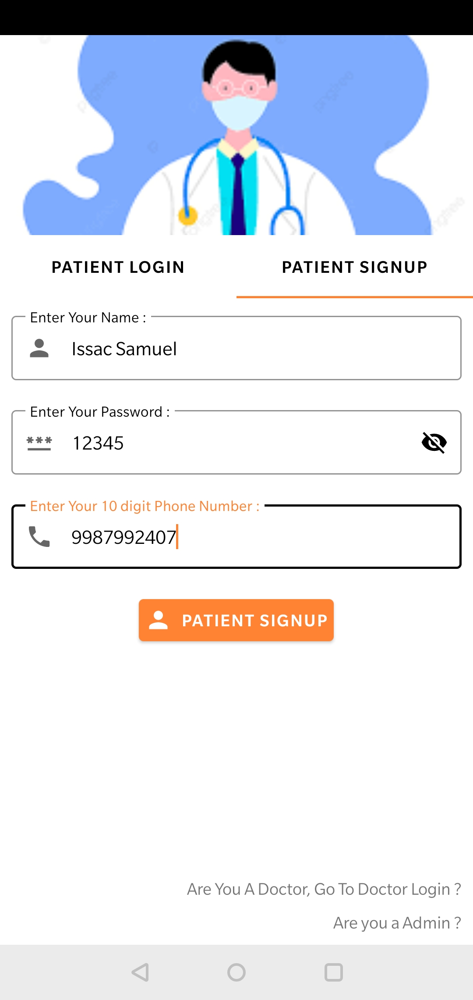 PATIENT LOGIN
PATIENT SIGNUP
Enter Your Name :
Issac Samuel
Enter Your Password :
***
12345
Enter Your 10 digit Phone Number :
9987992407
PATIENT SIGNUP
Are You A Doctor, Go To Doctor Login ?
Are you a Admin ?